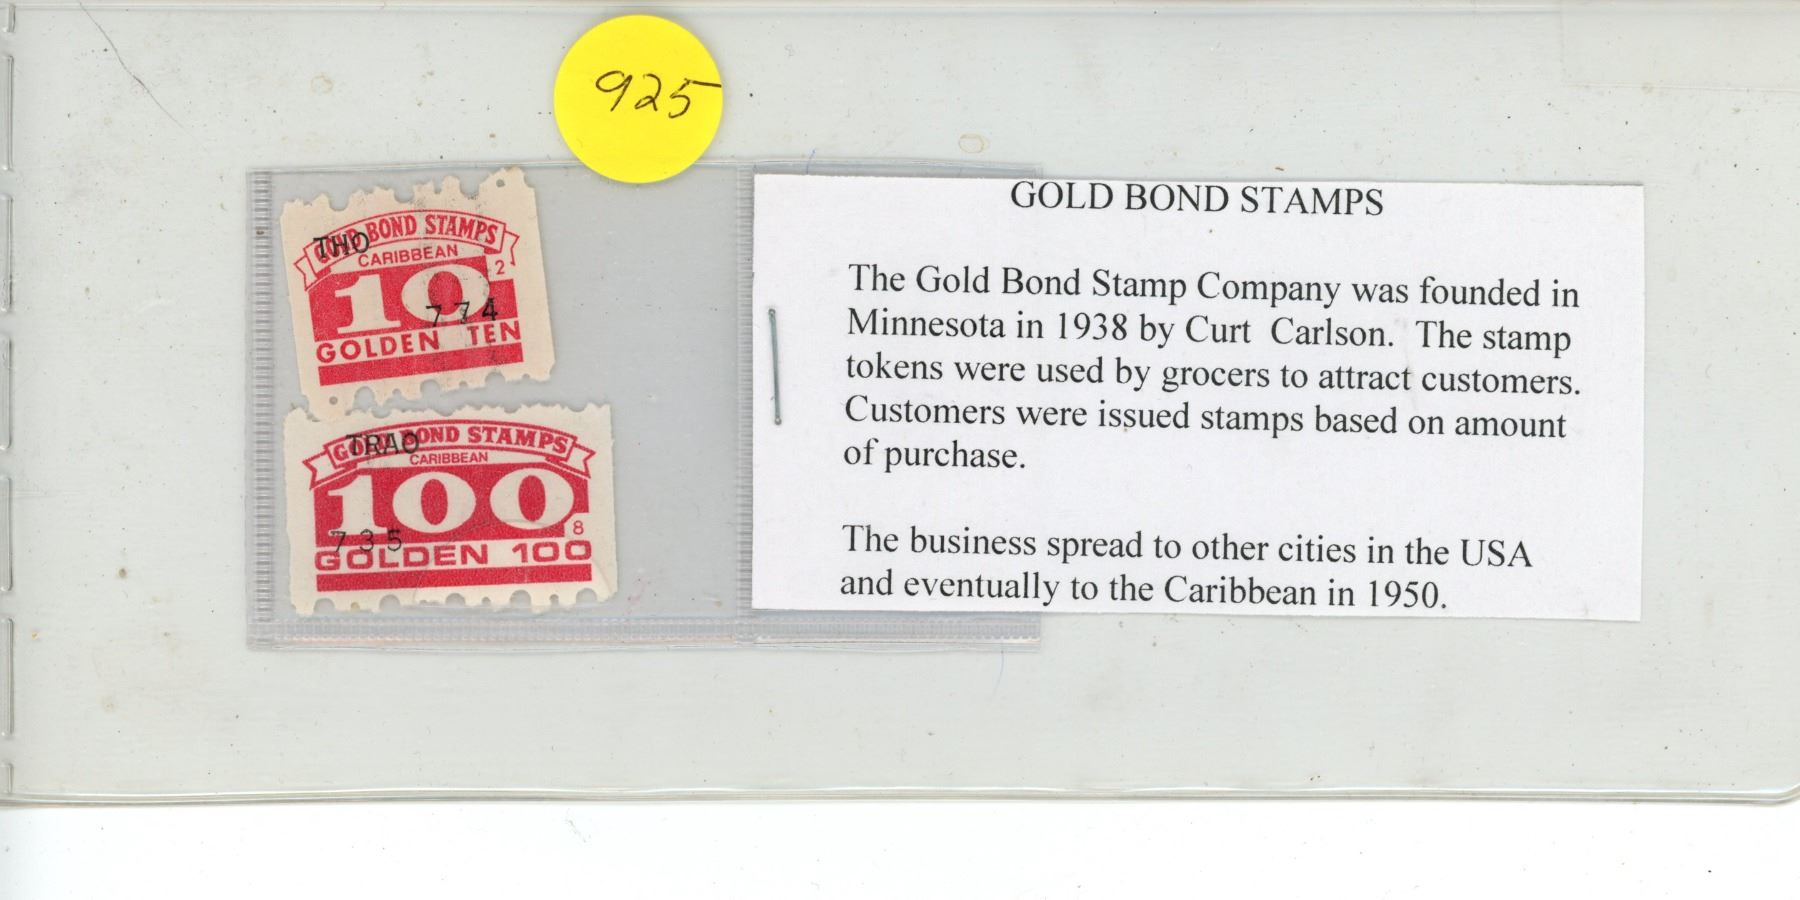 925
GOLD BOND STAMPS
CARIBBEAN
THO
10
2
774
GOLDEN TEN
GOLD BOND STAMPS
CARIBBEAN
TRAO
100
8
735
GOLDEN 100
GOLD BOND STAMPS
The Gold Bond Stamp Company was founded in
Minnesota in 1938 by Curt Carlson. The stamp
tokens were used by grocers to attract customers.
Customers were issued stamps based on amount
of purchase.
The business spread to other cities in the USA
and eventually to the Caribbean in 1950.